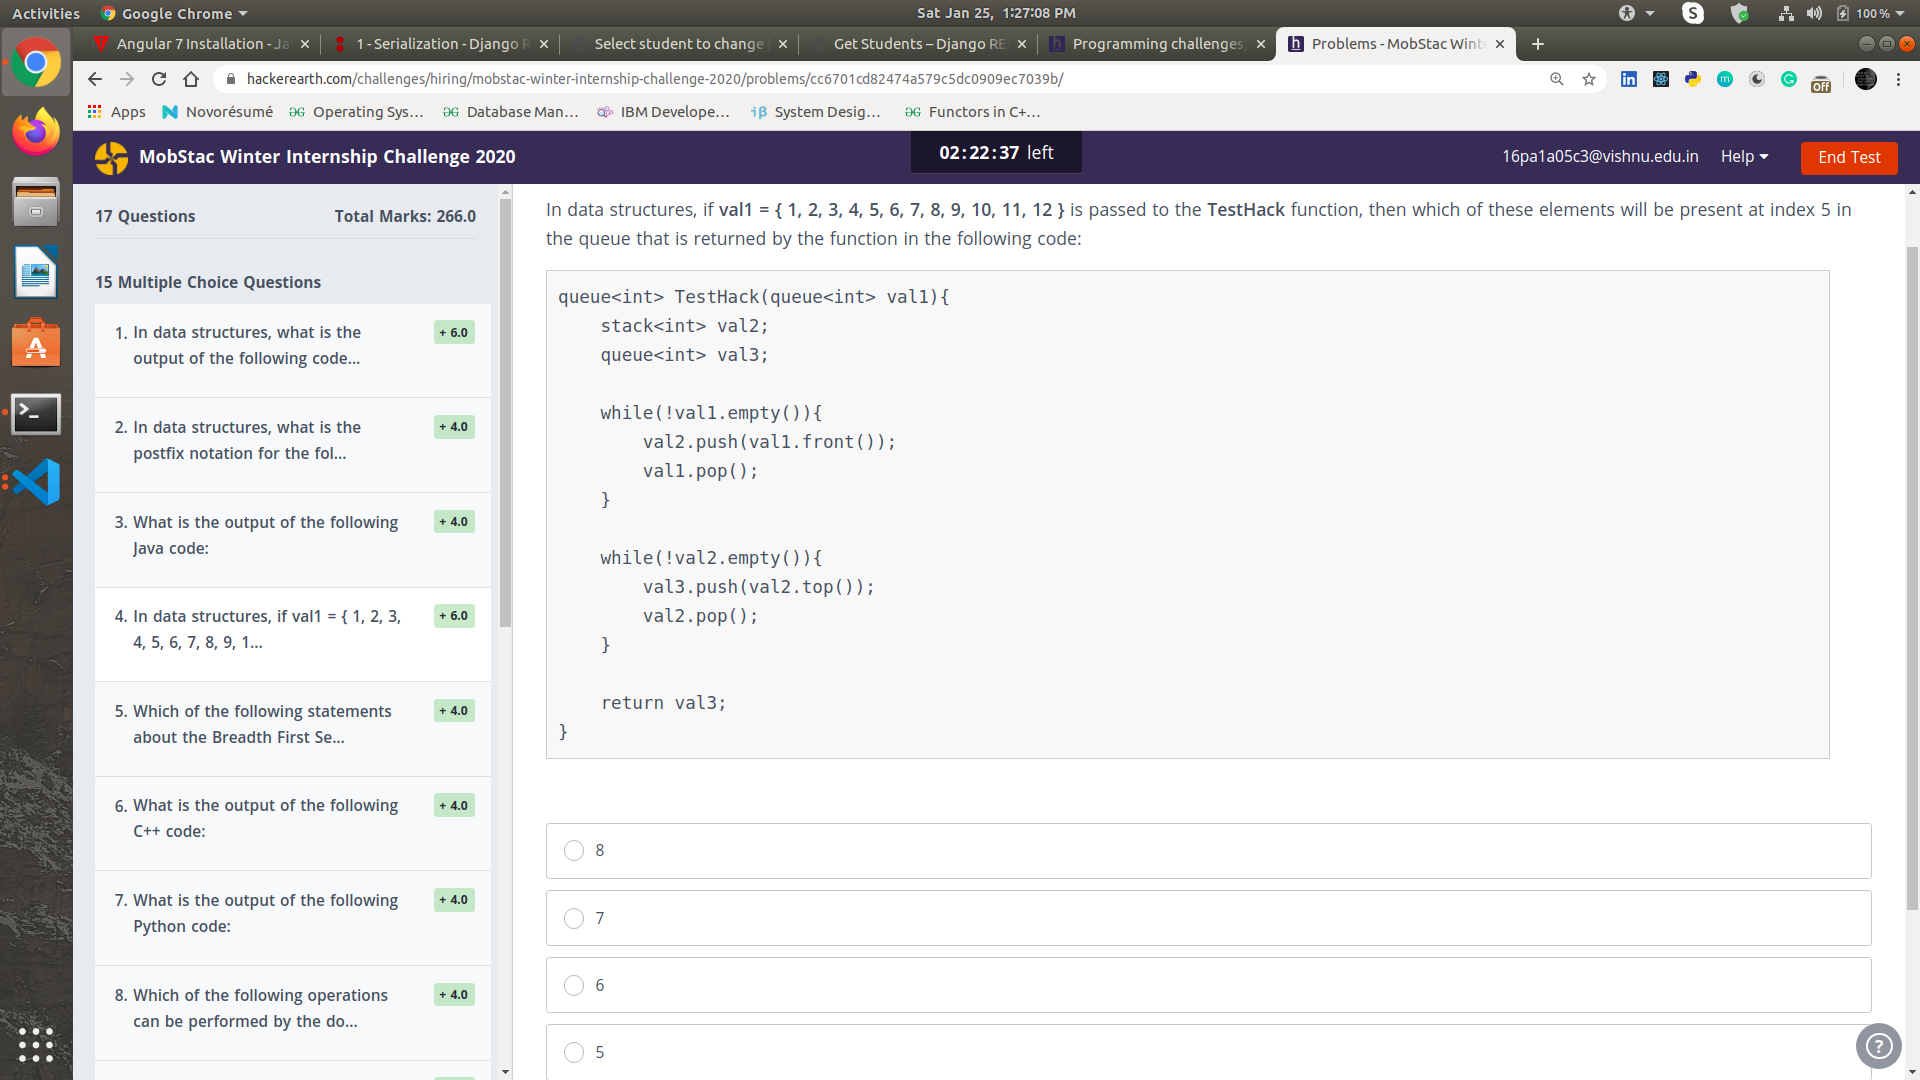 Activities
Google Chrome
Sat Jan 25, 1:27:08 PM
100 %
Angular 7 Installation - Ja
1 - Serialization - Django R
Select student to change
Get Students – Django RE
Programming challenges,
Problems - MobStac Wint
hackerearth.com/challenges/hiring/mobstac-winter-internship-challenge-2020/problems/cc6701cd82474a579c5dc0909ec7039b/
Off
Apps
Novorésumé
Operating Sys...
Database Man...
IBM Develope...
System Desig...
Functors in C+...
MobStac Winter Internship Challenge 2020
02:22:37 left
16pa1a05c3@vishnu.edu.in
Help
End Test
17 Questions
Total Marks: 266.0
15 Multiple Choice Questions
1. In data structures, what is the
output of the following code...
+ 6.0
2. In data structures, what is the
postfix notation for the fol...
+ 4.0
3. What is the output of the following
Java code:
+ 4.0
4. In data structures, if val1 = { 1, 2, 3,
4, 5, 6, 7, 8, 9, 1...
+ 6.0
5. Which of the following statements
about the Breadth First Se...
+ 4.0
6. What is the output of the following
C++ code:
+ 4.0
7. What is the output of the following
Python code:
+ 4.0
8. Which of the following operations
can be performed by the do...
+ 4.0
In data structures, if val1 = { 1, 2, 3, 4, 5, 6, 7, 8, 9, 10, 11, 12 } is passed to the TestHack function, then which of these elements will be present at index 5 in
the queue that is returned by the function in the following code:
queue<int> TestHack(queue<int> val1){
    stack<int> val2;
    queue<int> val3;
    while(!val1.empty()){
        val2.push(val1.front());
        val1.pop();
    }
    while(!val2.empty()){
        val3.push(val2.top());
        val2.pop();
    }
    return val3;
}
8
7
6
5
?